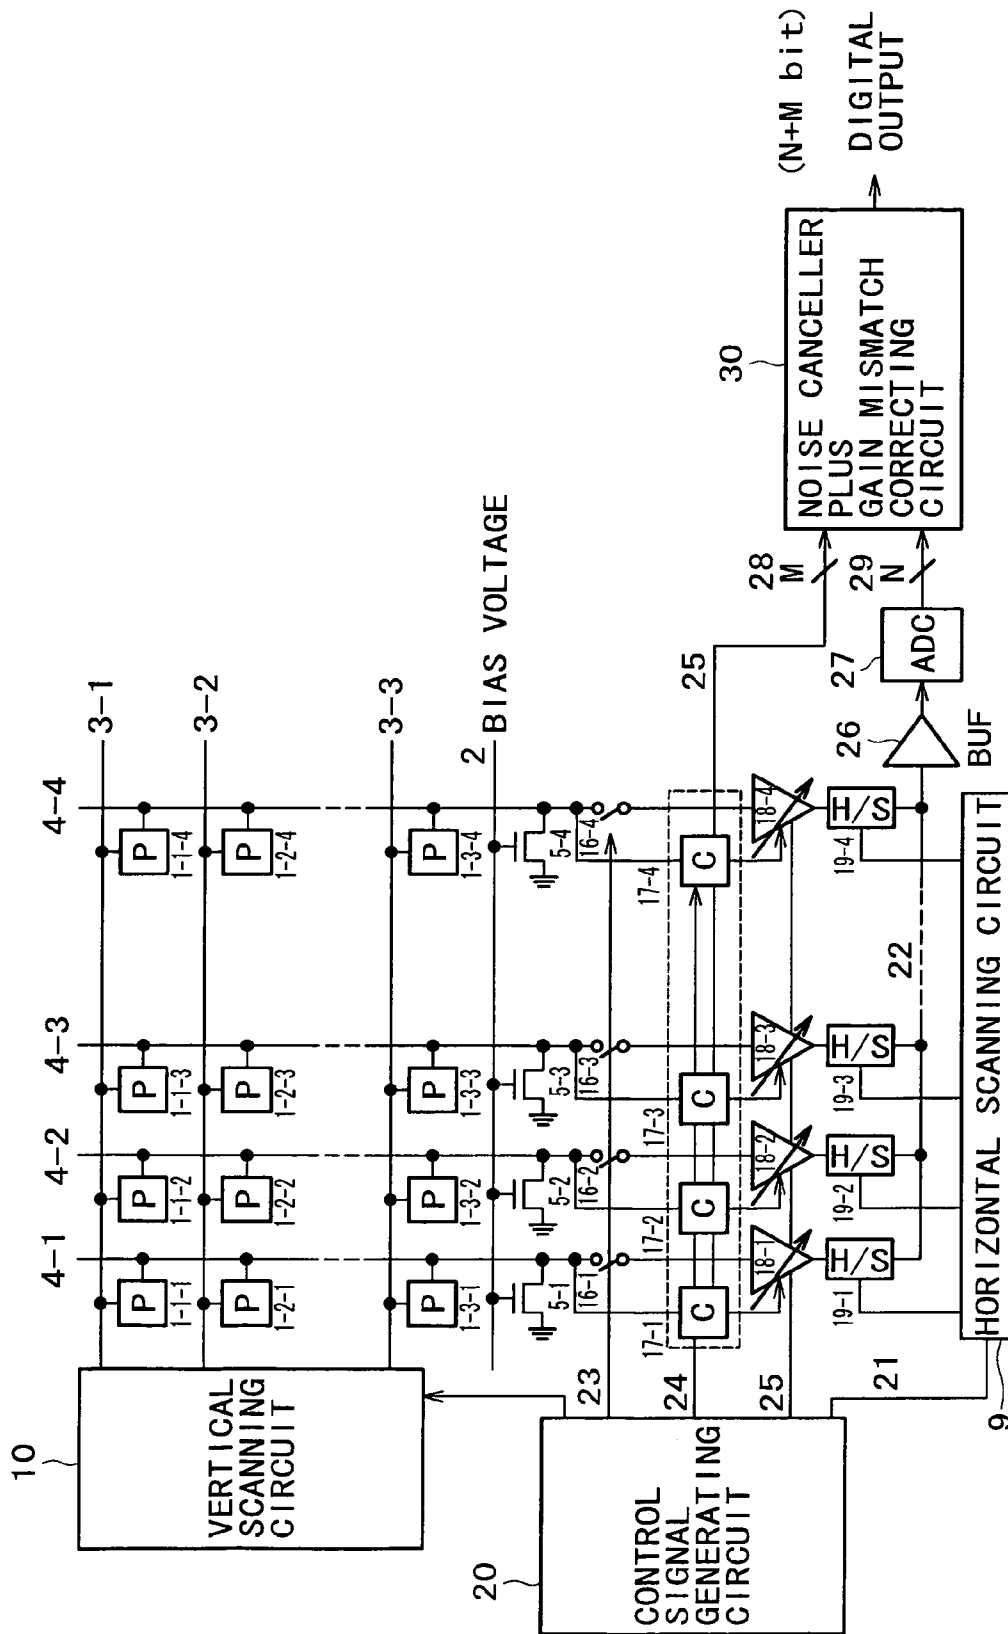 10
VERTICAL
SCANNING
CIRCUIT
4-1
4-2
4-3
4-4
3-1
3-2
3-3
P
1-1-1
P
1-1-2
P
1-1-3
P
1-1-4
P
1-2-1
P
1-2-2
P
1-2-3
P
1-2-4
P
1-3-1
P
1-3-2
P
1-3-3
P
1-3-4
2
BIAS VOLTAGE
5-1
5-2
5-3
5-4
16-1
16-2
16-3
16-4
20
CONTROL
SIGNAL
GENERATING
CIRCUIT
23
24
25
21
17-1
17-2
17-3
17-4
C
C
C
C
25
18-1
18-2
18-3
18-4
H/S
H/S
H/S
H/S
19-1
19-2
19-3
19-4
22
26
BUF
27
ADC
28
M
29
N
30
NOISE CANCELLER
PLUS
GAIN MISMATCH
CORRECTING
CIRCUIT
(N+M bit)
DIGITAL
OUTPUT
9
HORIZONTAL SCANNING CIRCUIT